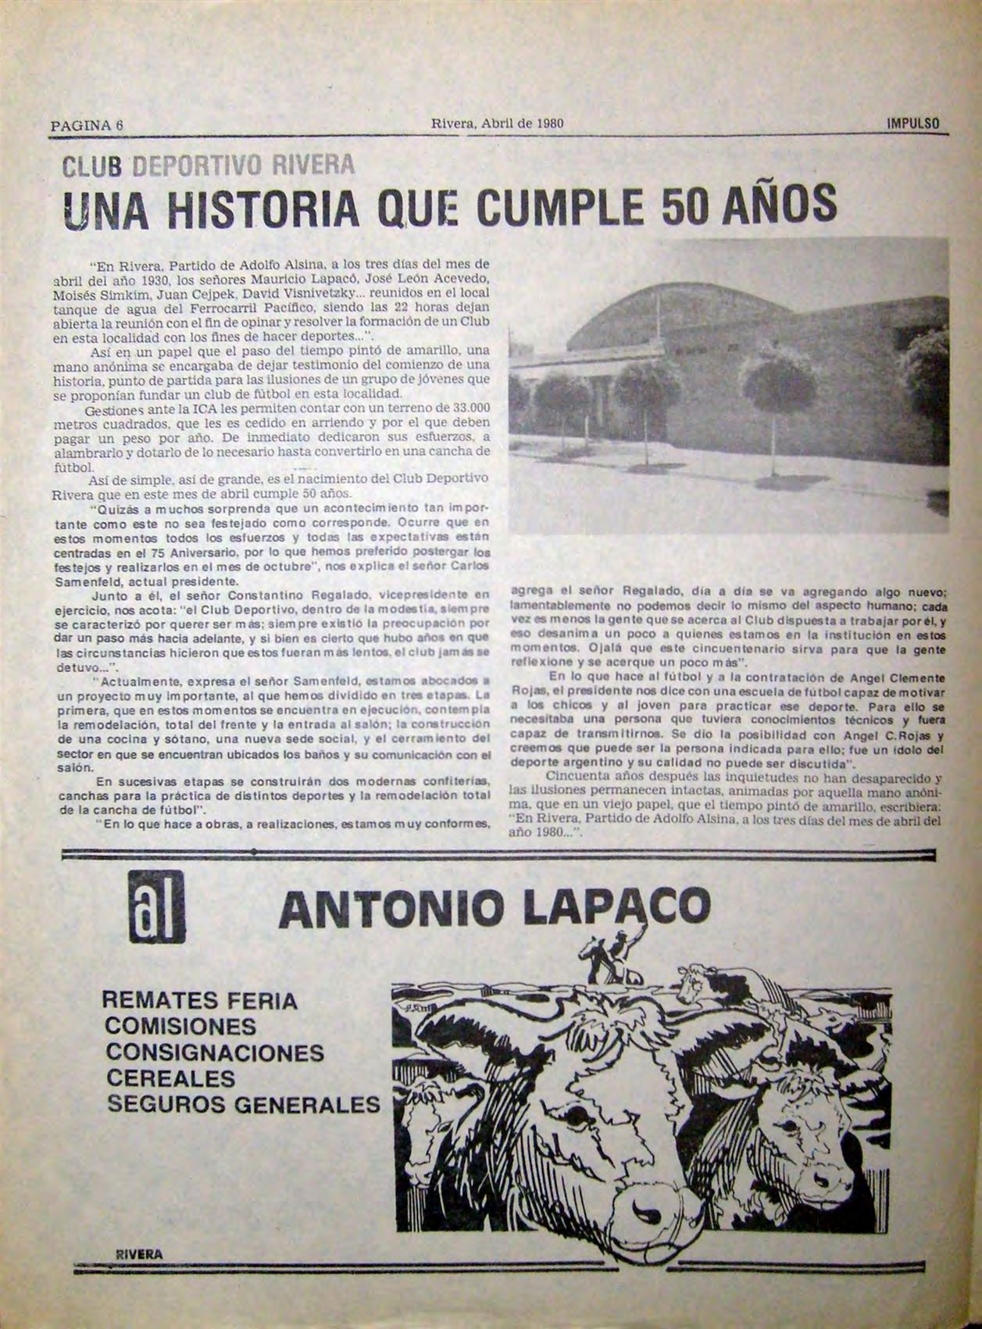 PAGINA 6
Rivera, Abril de 1980
IMPULSO
CLUB DEPORTIVO RIVERA
UNA HISTORIA QUE CUMPLE 50 AÑOS
"En Rivera, Partido de Adolfo Alsina, a los tres días del mes de
abril del año 1930, los señores Mauricio Lapacó, José León Acevedo,
Moisés Simkim, Juan Cejpek, David Visnivetzky... reunidos en el local
tanque de agua del Ferrocarril Pacífico, siendo las 22 horas dejan
abierta la reunión con el fin de opinar y resolver la formación de un Club
en esta localidad con los fines de hacer deportes...".
Así en un papel que el paso del tiempo pintó de amarillo, una
mano anónima se encargaba de dejar testimonio del comienzo de una
historia, punto de partida para las ilusiones de un grupo de jóvenes que
se proponían fundar un club de fútbol en esta localidad.
Gestiones ante la ICA les permiten contar con un terreno de 33.000
metros cuadrados, que les es cedido en arriendo y por el que deben
pagar un peso por año. De inmediato dedicaron sus esfuerzos, a
alambrarlo y dotarlo de lo necesario hasta convertirlo en una cancha de
fútbol.
Así de simple, así de grande, es el nacimiento del Club Deportivo
Rivera que en este mes de abril cumple 50 años.
"Quizás a muchos sorprenda que un acontecimiento tan impor-
tante como este no sea festejado como corresponde. Ocurre que en
estos momentos todos los esfuerzos y todas las expectativas están
centradas en el 75 Aniversario, por lo que hemos preferido postergar los
festejos y realizarlos en el mes de octubre", nos explica el señor Carlos
Samenfeld, actual presidente.
Junto a él, el señor Constantino Regalado, vicepresidente en
ejercicio, nos acota: "el Club Deportivo, dentro de la modestia, siempre
se caracterizó por querer ser más; siempre existió la preocupación por
dar un paso más hacia adelante, y si bien es cierto que hubo años en que
las circunstancias hicieron que estos fueran más lentos, el club jamás se
detuvo...".
"Actualmente, expresa el señor Samenfeld, estamos abocados a
un proyecto muy importante, al que hemos dividido en tres etapas. La
primera, que en estos momentos se encuentra en ejecución, contempla
la remodelación, total del frente y la entrada al salón; la construcción
de una cocina y sótano, una nueva sede social, y el cerramiento del
sector en que se encuentran ubicados los baños y su comunicación con el
salón.
En sucesivas etapas se construirán dos modernas confiterías,
canchas para la práctica de distintos deportes y la remodelación total
de la cancha de fútbol".
"En lo que hace a obras, a realizaciones, estamos muy conformes,
agrega el señor Regalado, día a día se va agregando algo nuevo;
lamentablemente no podemos decir lo mismo del aspecto humano; cada
vez es menos la gente que se acerca al Club dispuesta a trabajar por él, y
eso desanima un poco a quienes estamos en la institución en estos
momentos. Ojalá que este cincuentenario sirva para que la gente
reflexione y se acerque un poco más".
En lo que hace al fútbol y a la contratación de Angel Clemente
Rojas, el presidente nos dice con una escuela de fútbol capaz de motivar
a los chicos y al joven para practicar ese deporte. Para ello se
necesitaba una persona que tuviera conocimientos técnicos y fuera
capaz de transmitirnos. Se dio la posibilidad con Angel C.Rojas y
creemos que puede ser la persona indicada para ello; fue un ídolo del
deporte argentino y su calidad no puede ser discutida".
Cincuenta años después las inquietudes no han desaparecido y
las ilusiones permanecen intactas, animadas por aquella mano anóni-
ma, que en un viejo papel, que el tiempo pintó de amarillo, escribiera:
"En Rivera, Partido de Adolfo Alsina, a los tres días del mes de abril del
año 1980...".
al
ANTONIO LAPACO
REMATES FERIA
COMISIONES
CONSIGNACIONES
CEREALES
SEGUROS GENERALES
RIVERA